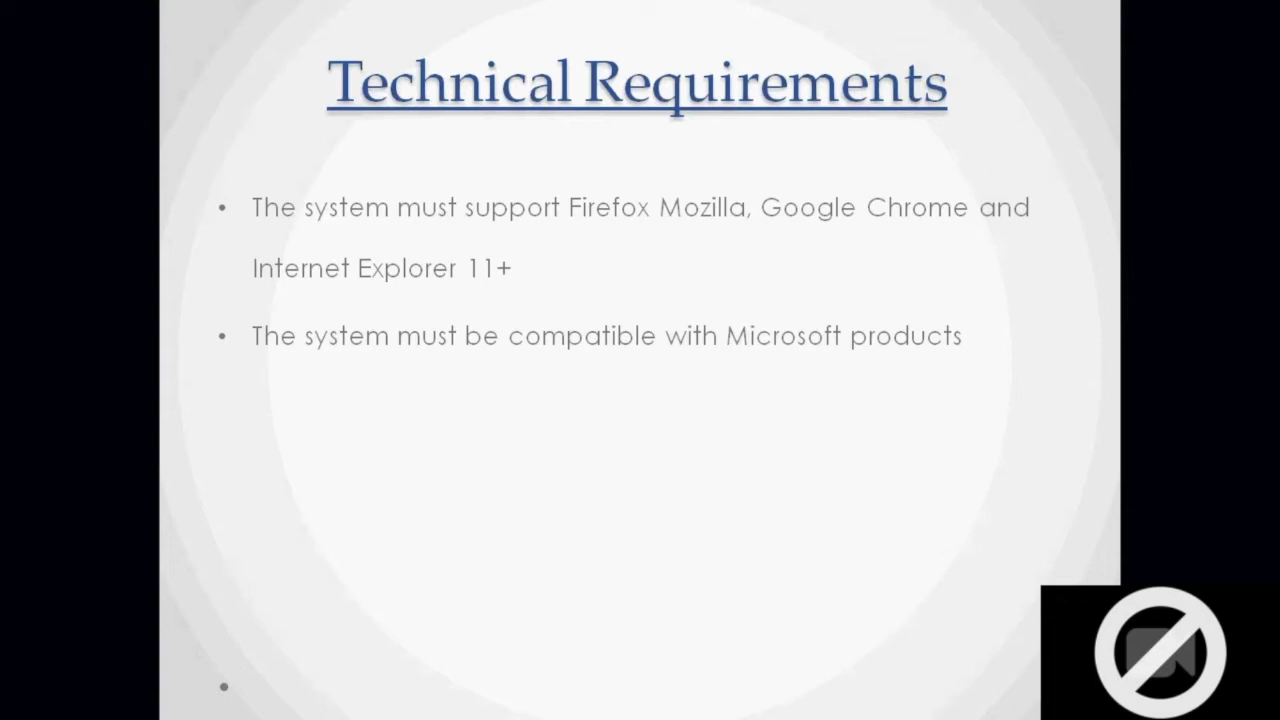 Technical Requirements
• The system must support Firefox Mozilla, Google Chrome and
Internet Explorer 11+
• The system must be compatible with Microsoft products
•